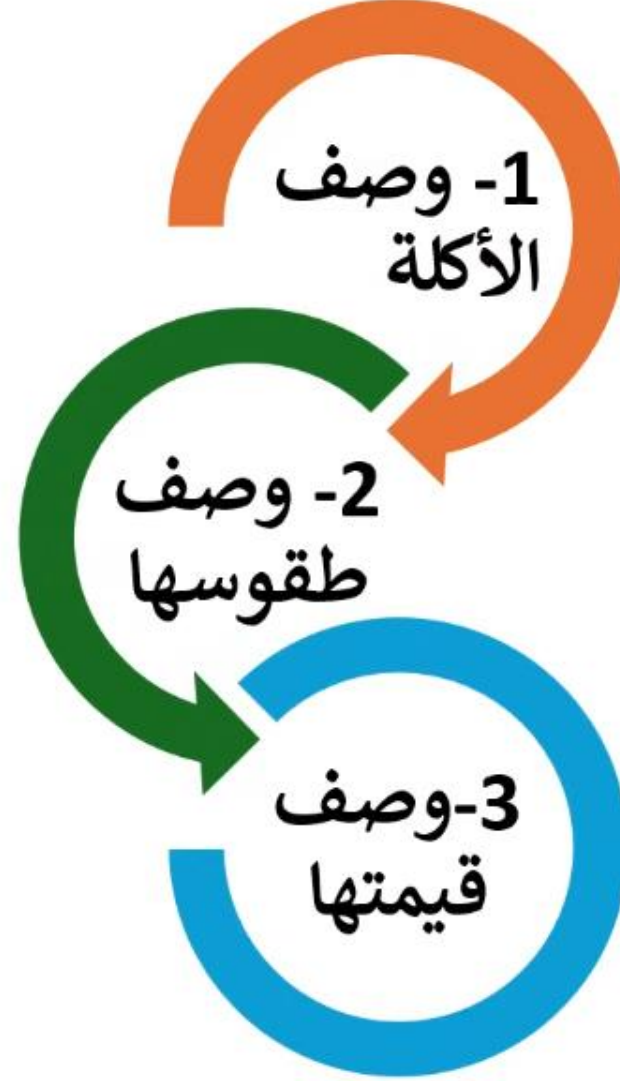 1- وصف
الأكلة
2- وصف
طقوسها
3-وصف
قيمتها